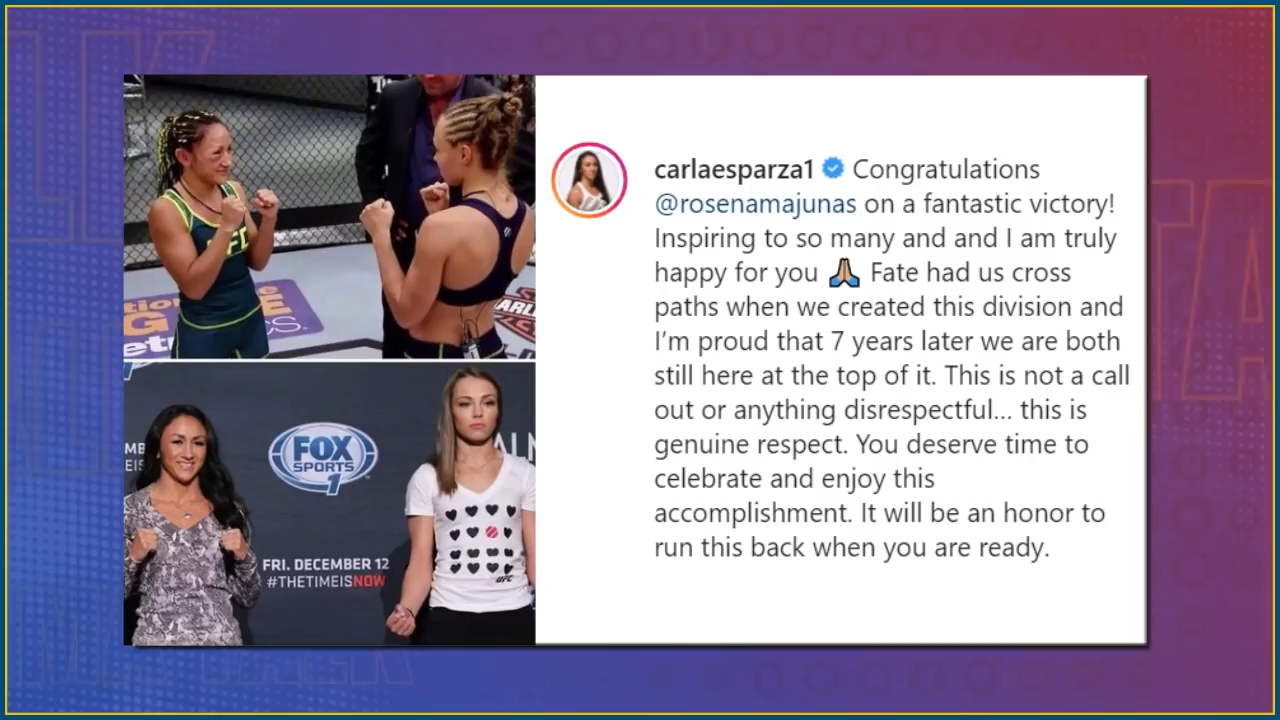 carlaesparza1 Congratulations
@rosenamajunas on a fantastic victory!
Inspiring to so many and and I am truly
happy for you 🙏🏽 Fate had us cross
paths when we created this division and
I’m proud that 7 years later we are both
still here at the top of it. This is not a call
out or anything disrespectful... this is
genuine respect. You deserve time to
celebrate and enjoy this
accomplishment. It will be an honor to
run this back when you are ready.
FOX
SPORTS
1
FRI. DECEMBER 12
#THETIMEISNOW
UFC